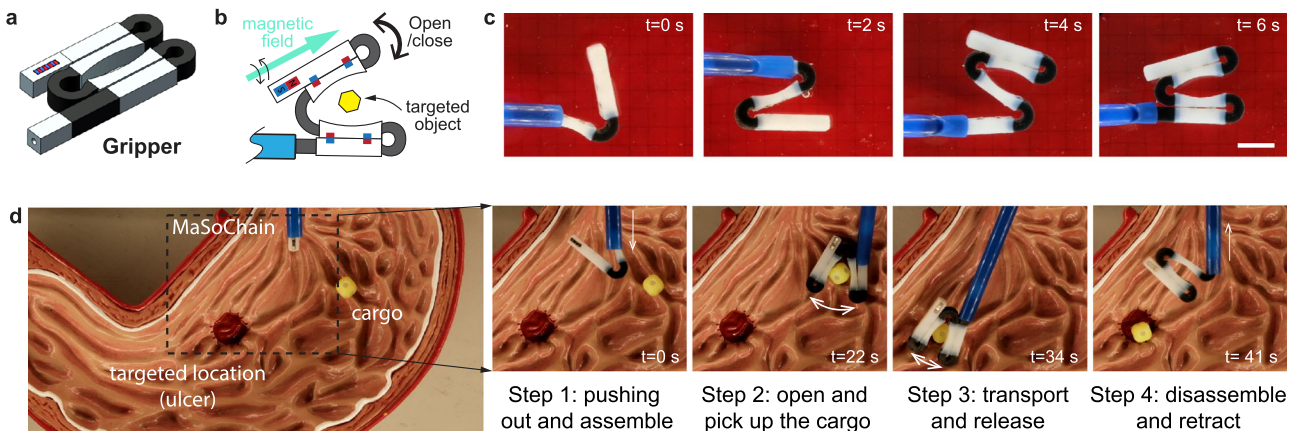 a
Gripper
b
magnetic
field
Open
/close
S N
targeted
object
c
t=0 s
t=2 s
t=4 s
t= 6 s
d
MaSoChain
cargo
targeted location
(ulcer)
t=0 s
t=22 s
t=34 s
t= 41 s
Step 1: pushing
out and assemble
Step 2: open and
pick up the cargo
Step 3: transport
and release
Step 4: disassemble
and retract